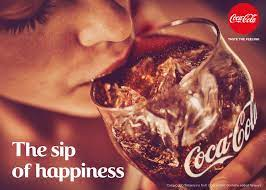 Coca-Cola
TASTE THE FEELING
The sip
of happiness
Coca-Cola